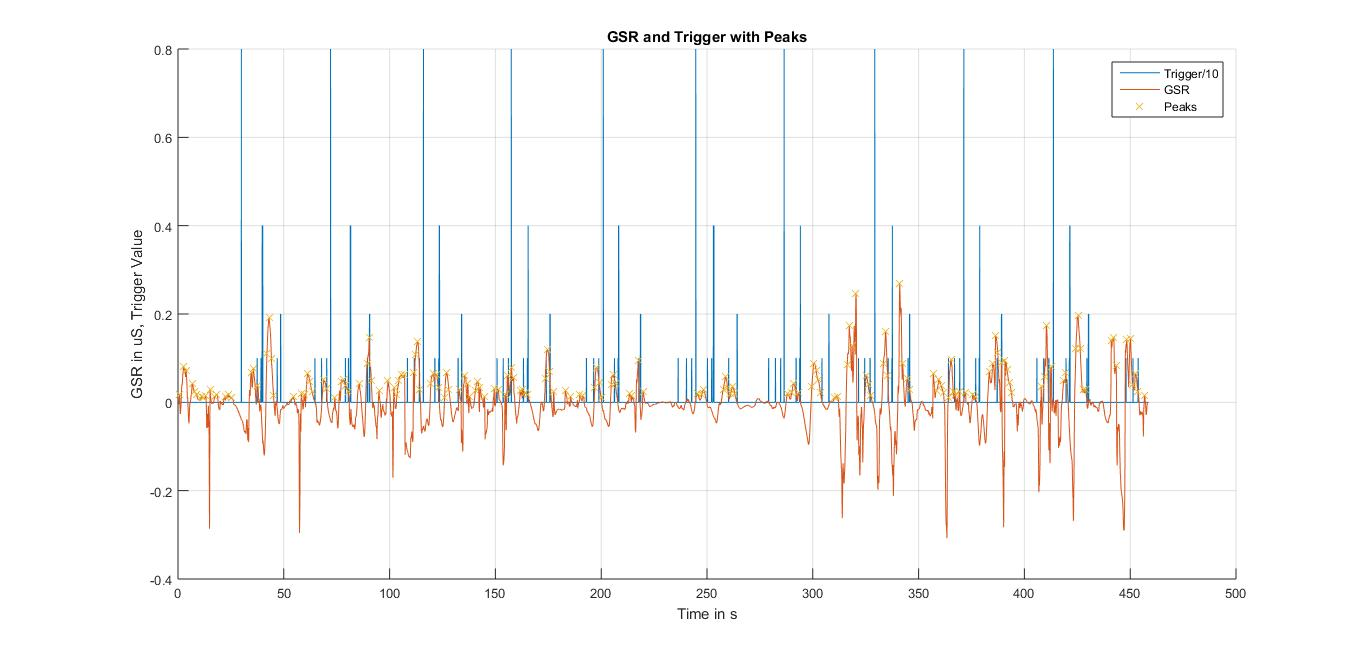 GSR and Trigger with Peaks
Trigger/10
GSR
Peaks
0.8
0.6
0.4
0.2
0
-0.2
-0.4
GSR in uS, Trigger Value
0 50 100 150 200 250 300 350 400 450 500
Time in s